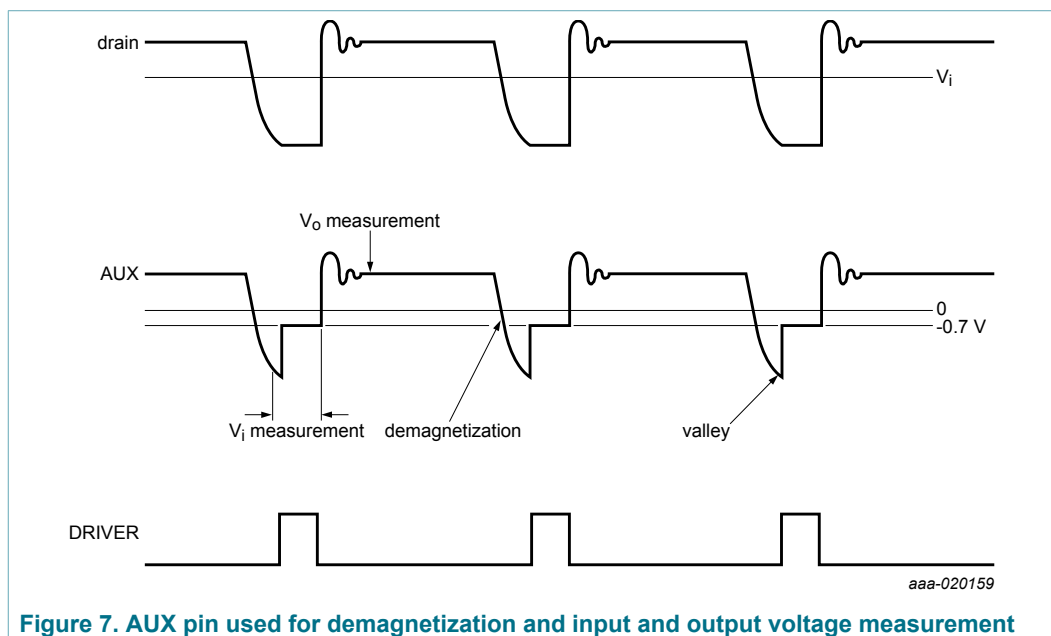 drain
Vi
Vo measurement
AUX
0
-0.7 V
Vi measurement
demagnetization
valley
DRIVER
aaa-020159
Figure 7. AUX pin used for demagnetization and input and output voltage measurement